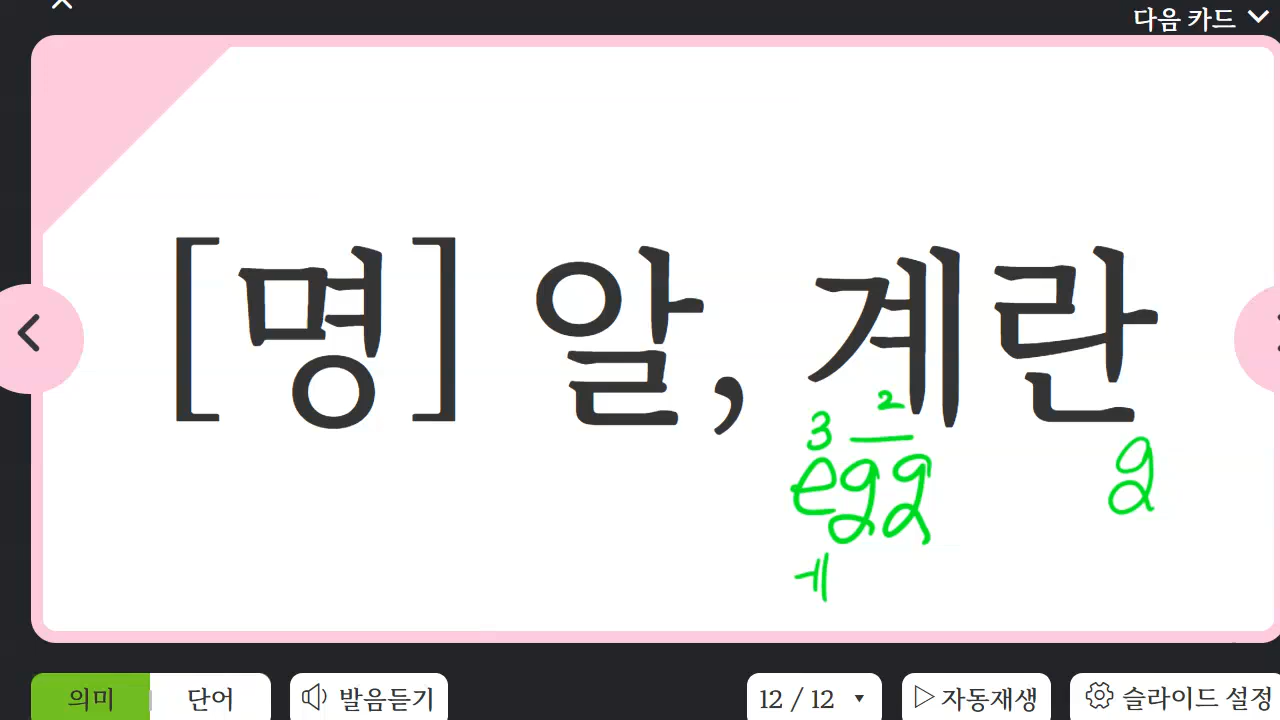 다음 카드
[명] 알, 계란
3 2
egg g
ㅔ
의미 단어 발음듣기 12 / 12 자동재생 슬라이드 설정